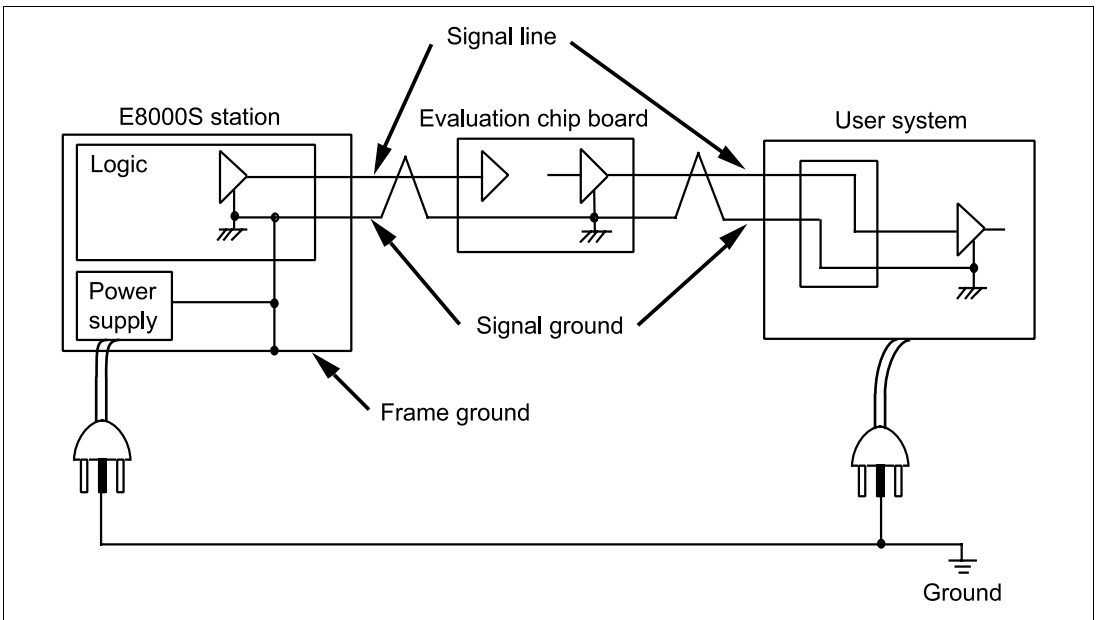 Signal line
E8000S station
Evaluation chip board
User system
Logic
Power
supply
Signal ground
Frame ground
Ground